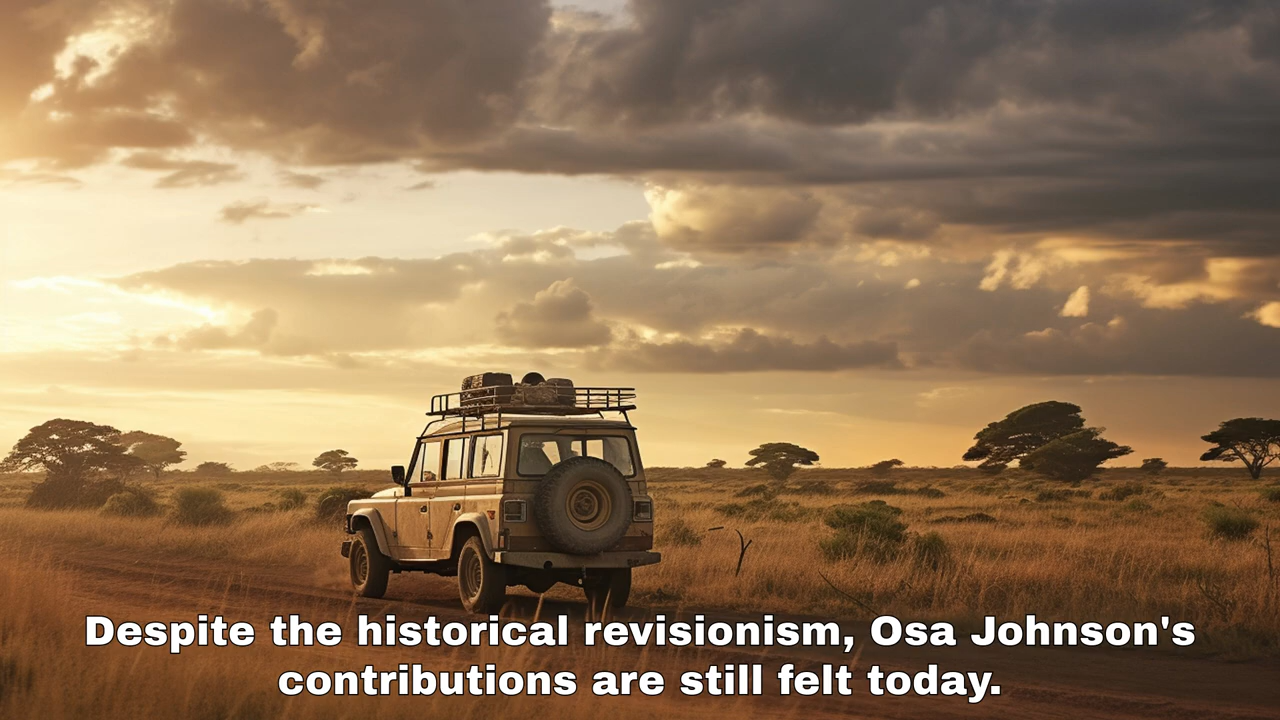 Despite the historical revisionism, Osa Johnson's
contributions are still felt today.